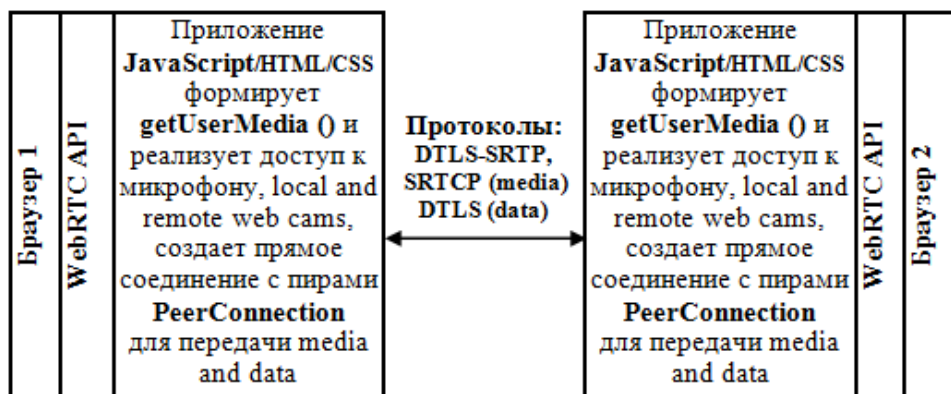 Браузер 1
WebRTC API
Приложение
JavaScript/HTML/CSS
формирует
getUserMedia () и
реализует доступ к
микрофону, local and
remote web cams,
создает прямое
соединение с пирами
PeerConnection
для передачи media
and data
Протоколы:
DTLS-SRTP,
SRTCP (media)
DTLS (data)
Приложение
JavaScript/HTML/CSS
формирует
getUserMedia () и
реализует доступ к
микрофону, local and
remote web cams,
создает прямое
соединение с пирами
PeerConnection
для передачи media
and data
WebRTC API
Браузер 2